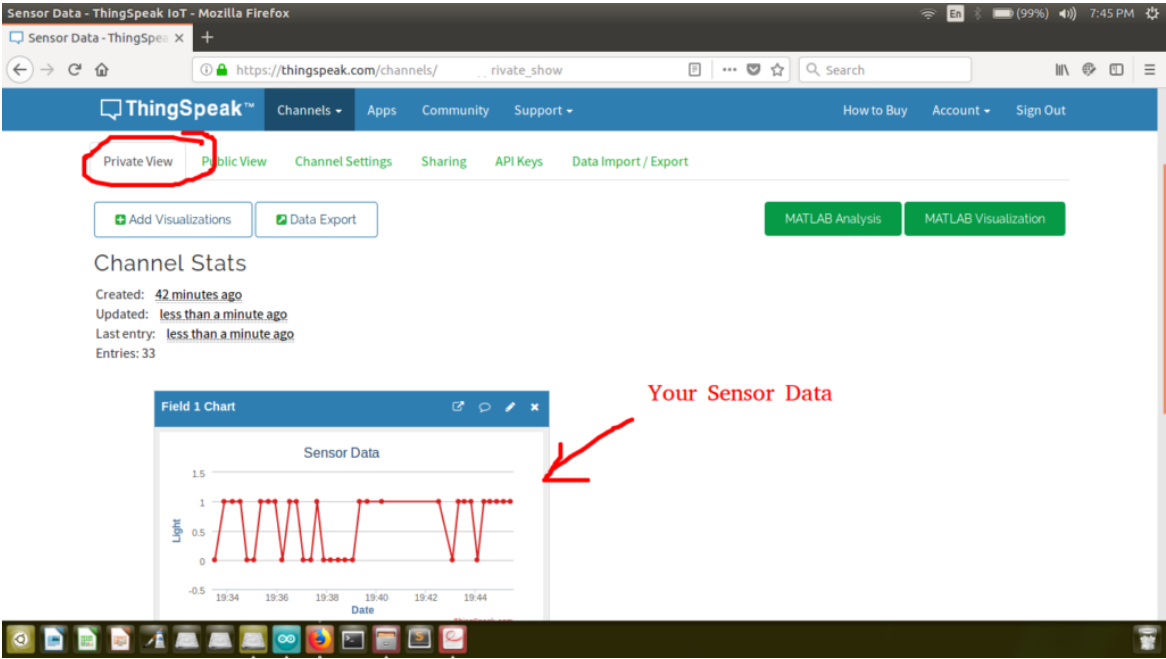 Sensor Data - ThingSpeak IoT - Mozilla Firefox
En (99%) 7:45 PM
Sensor Data - ThingSpea
https://thingspeak.com/channels/ rivate_show
Search
ThingSpeak™ Channels Apps Community Support How to Buy Account Sign Out
Private View Public View Channel Settings Sharing API Keys Data Import / Export
Add Visualizations Data Export MATLAB Analysis MATLAB Visualization
Channel Stats
Created: 42 minutes ago
Updated: less than a minute ago
Last entry: less than a minute ago
Entries: 33
Your Sensor Data
Field 1 Chart
Sensor Data
1.5
1
0.5
0
-0.5
Light
19:34 19:36 19:38 19:40 19:42 19:44
Date